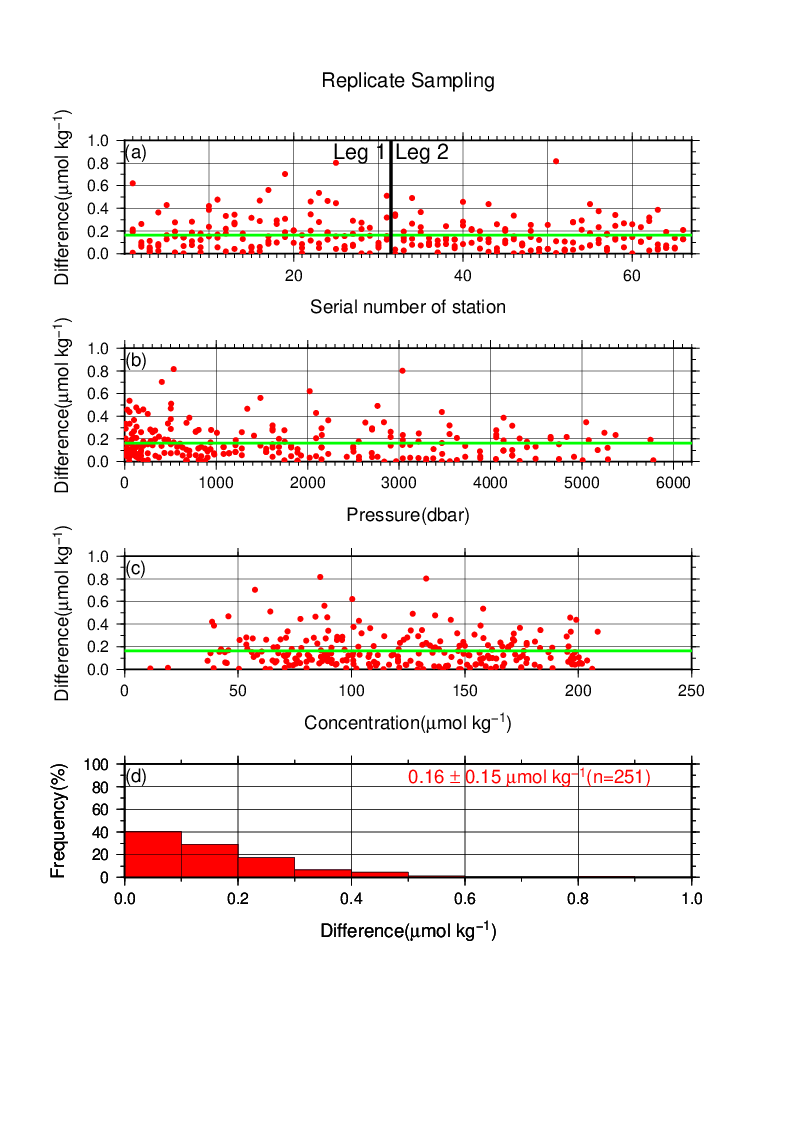 Replicate Sampling
Difference(μmol kg⁻¹)
1.0
0.8
0.6
0.4
0.2
0.0
(a)
Leg 1
Leg 2
20
40
60
Serial number of station
Difference(μmol kg⁻¹)
1.0
0.8
0.6
0.4
0.2
0.0
(b)
0
1000
2000
3000
4000
5000
6000
Pressure(dbar)
Difference(μmol kg⁻¹)
1.0
0.8
0.6
0.4
0.2
0.0
(c)
0
50
100
150
200
250
Concentration(μmol kg⁻¹)
Frequency(%)
100
80
60
40
20
0
(d)
0.16 ± 0.15 μmol kg⁻¹(n=251)
0.0
0.2
0.4
0.6
0.8
1.0
Difference(μmol kg⁻¹)